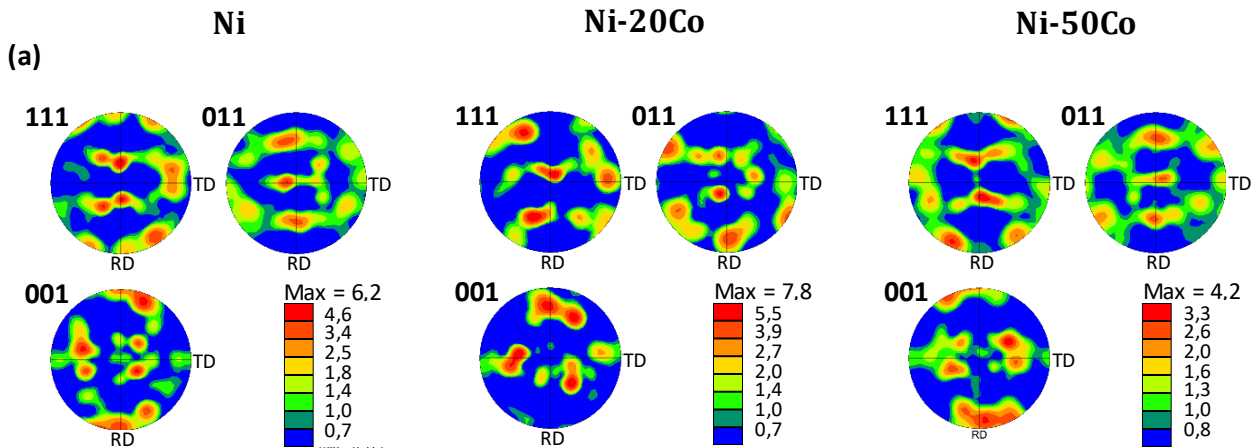 Ni Ni-20Co Ni-50Co
(a)
111 011 111 011 111 011
TD TD TD TD TD TD
RD RD RD RD RD RD
001 Max = 6,2 001 Max = 7,8 001 Max = 4,2
4,6 5,5 3,3
3,4 3,9 2,6
2,5 2,7 2,0
TD 1,8 TD 2,0 TD 1,6
1,4 1,4 1,3
1,0 1,0 1,0
0,7 0,7 0,8
RD RD RD